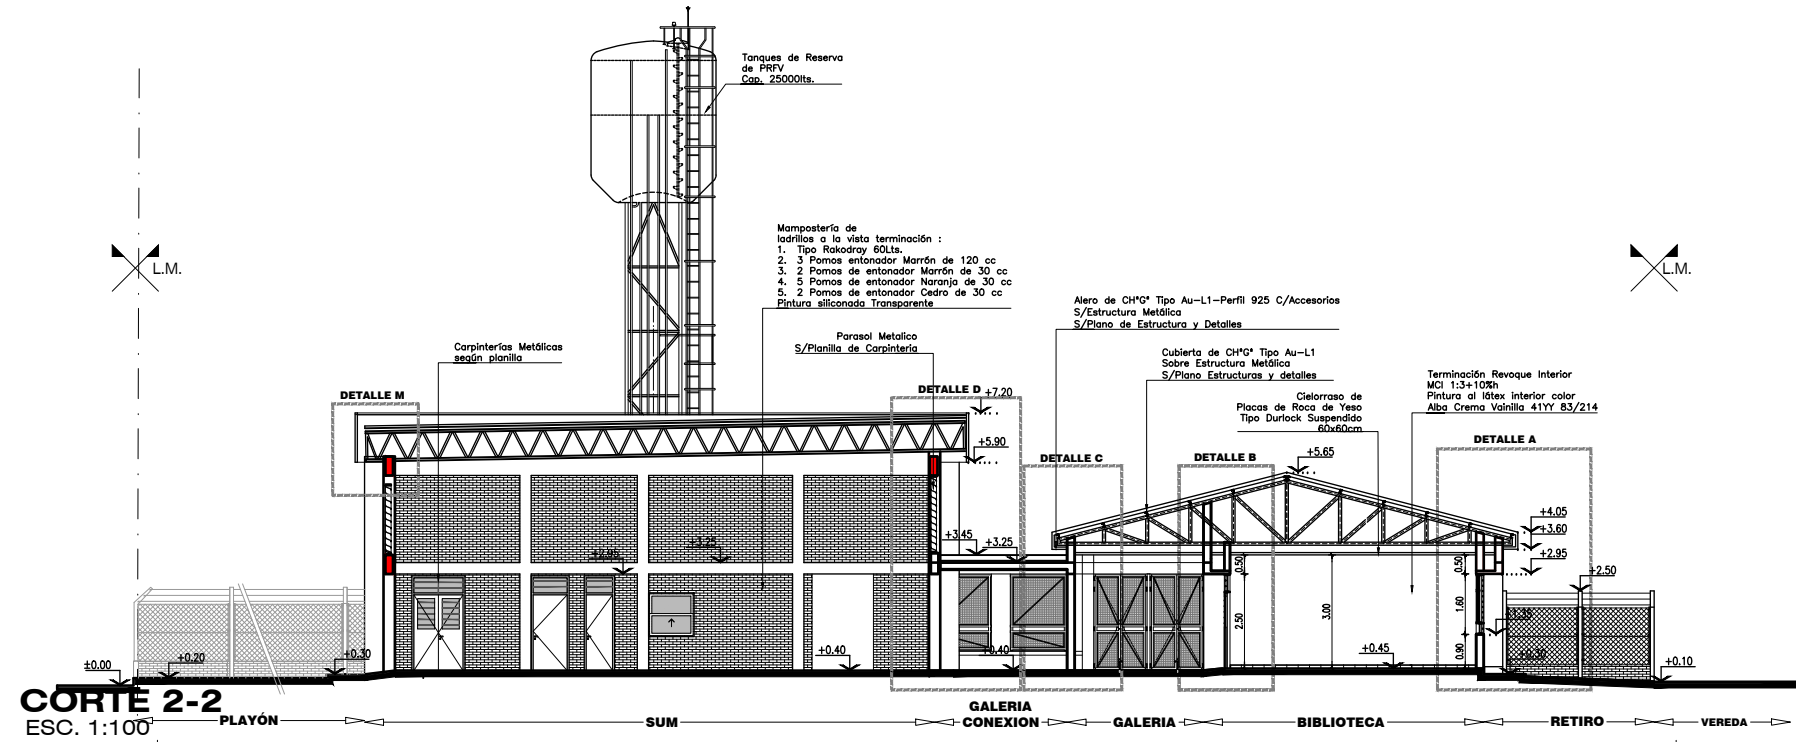 Tanques de Reserva
de PRFV
Cap. 25000lts.
L.M.
L.M.
Mampostería de
ladrillos a la vista terminación :
1. Tipo Rakodray 60Lts.
2. 3 Pomos entonador Marrón de 120 cc
3. 2 Pomos de entonador Marrón de 30 cc
4. 5 Pomos de entonador Naranja de 30 cc
5. 2 Pomos de entonador Cedro de 30 cc
Pintura siliconada Transparente
Alero de CH°G° Tipo Au-L1-Perfil 925 C/Accesorios
S/Estructura Metálica
S/Plano de Estructura y Detalles
Parasol Metalico
S/Planilla de Carpinteria
Carpinterías Metálicas
según planilla
Cubierta de CH°G° Tipo Au-L1
Sobre Estructura Metálica
S/Plano Estructuras y detalles
Terminación Revoque Interior
MCI 1:3+10%h
Pintura al látex interior color
Alba Crema Vainilla 41YY 83/214
Cielorraso de
Placas de Roca de Yeso
Tipo Durlock Suspendido
60x60cm
DETALLE M
DETALLE D
+7.20
+5.90
DETALLE C
DETALLE B
DETALLE A
+5.65
+4.05
+3.60
+2.95
+3.45
+3.25
+3.25
+2.95
0.50
0.50
2.50
3.00
1.60
0.90
+2.50
+1.35
+0.30
+0.10
+0.45
+0.40
+0.40
+0.30
+0.20
±0.00
CORTE 2-2
ESC. 1:100
PLAYÓN
SUM
GALERIA
CONEXION
GALERIA
BIBLIOTECA
RETIRO
VEREDA